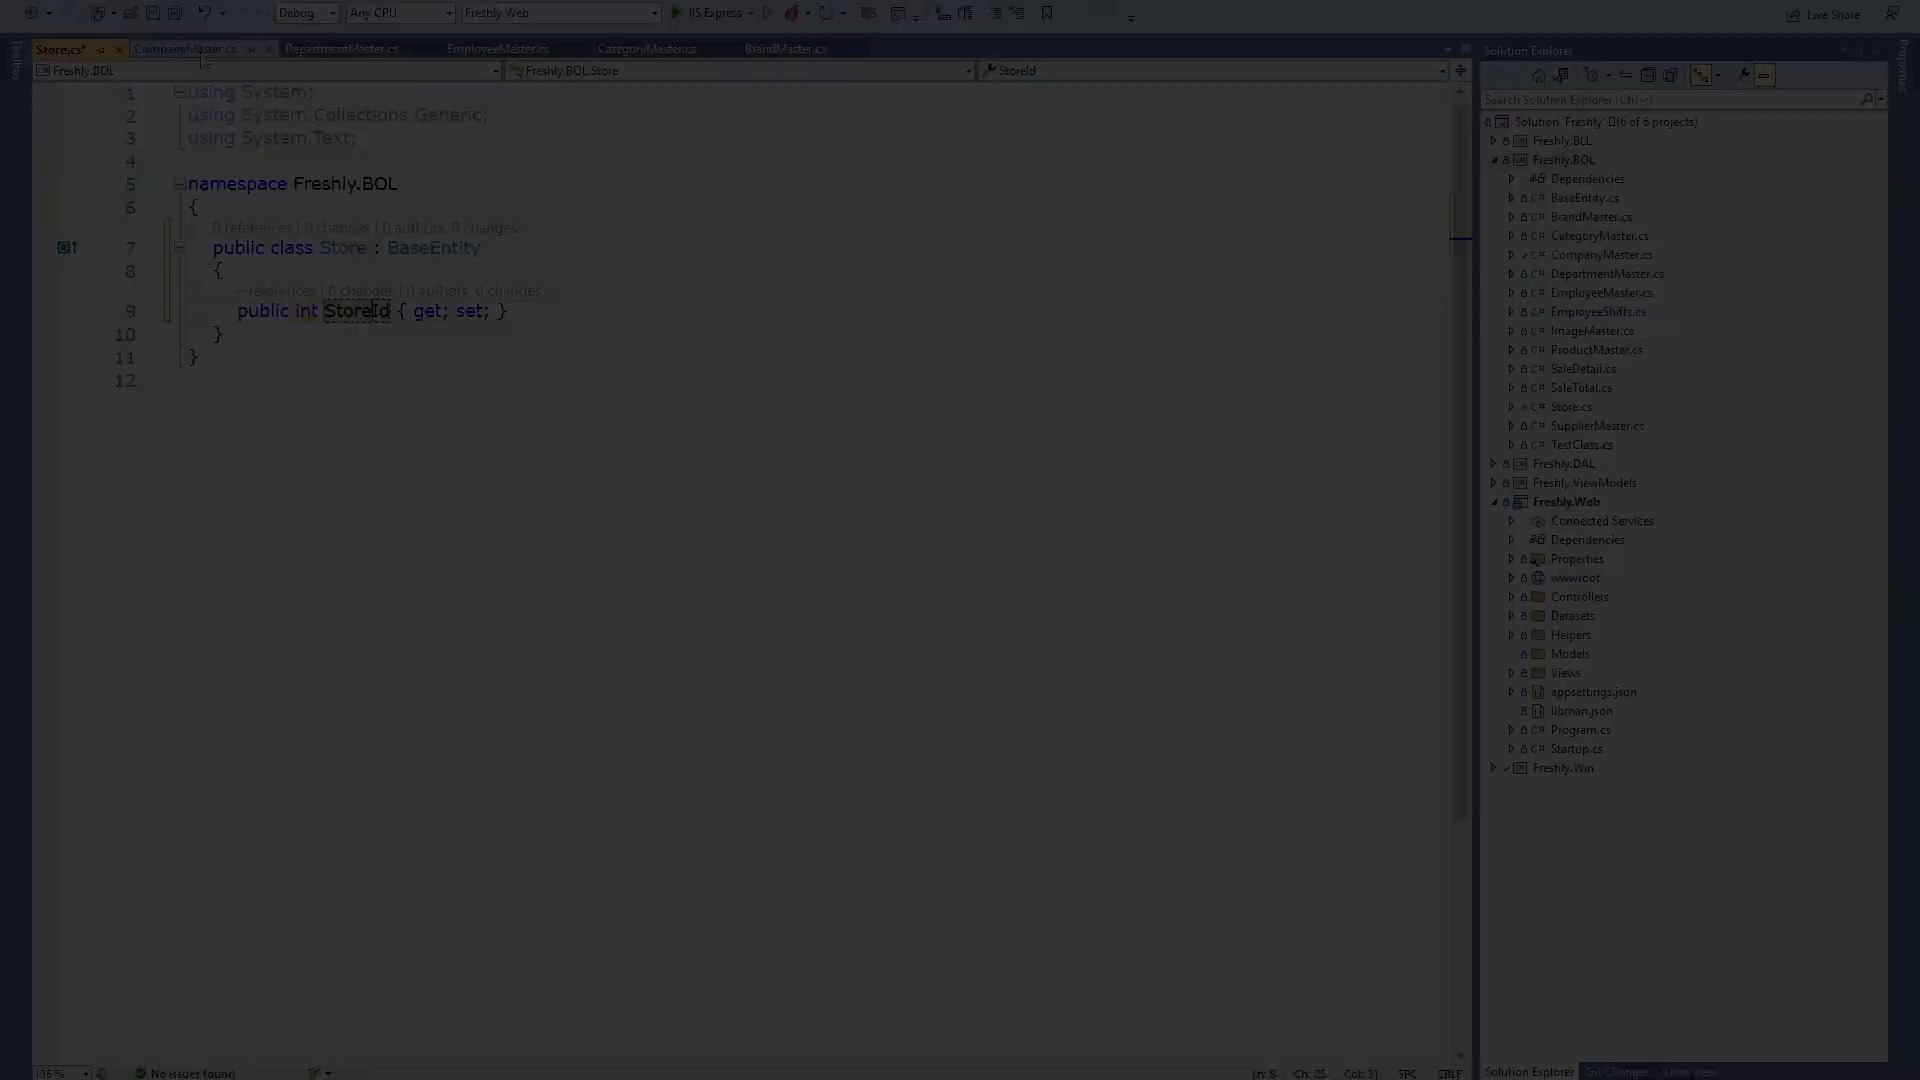 Debug Any CPU Freshly.Web IIS Express Live Share
Store.cs* CompanyMaster.cs DepartmentMaster.cs EmployeeMaster.cs CategoryMaster.cs BrandMaster.cs
Toolbox
Properties
Freshly.BOL Freshly.BOL.Store StoreId
1 using System;
2 using System.Collections.Generic;
3 using System.Text;
4
5 namespace Freshly.BOL
6 {
0 references | 0 changes | 0 authors, 0 changes
7 public class Store : BaseEntity
8 {
references | 0 changes | 0 authors, 0 changes
9 public int StoreId { get; set; }
10 }
11 }
12
135 % No issues found
Ch: 25 Col: 31 SPC CRLF
Solution Explorer
Search Solution Explorer
Solution 'Freshly' (6 of 6 projects)
Freshly.BLL
Freshly.BOL
Dependencies
BaseEntity.cs
BrandMaster.cs
CategoryMaster.cs
CompanyMaster.cs
DepartmentMaster.cs
EmployeeMaster.cs
EmployeeShifts.cs
ImageMaster.cs
ProductMaster.cs
SaleDetail.cs
SaleTotal.cs
Store.cs
SupplierMaster.cs
TestClass.cs
Freshly.DAL
Freshly.ViewModels
Freshly.Web
Connected Services
Dependencies
Properties
wwwroot
Controllers
Datasets
Helpers
Models
Views
appsettings.json
libman.json
Program.cs
Startup.cs
Freshly.Win
Solution Explorer Git Changes Class View